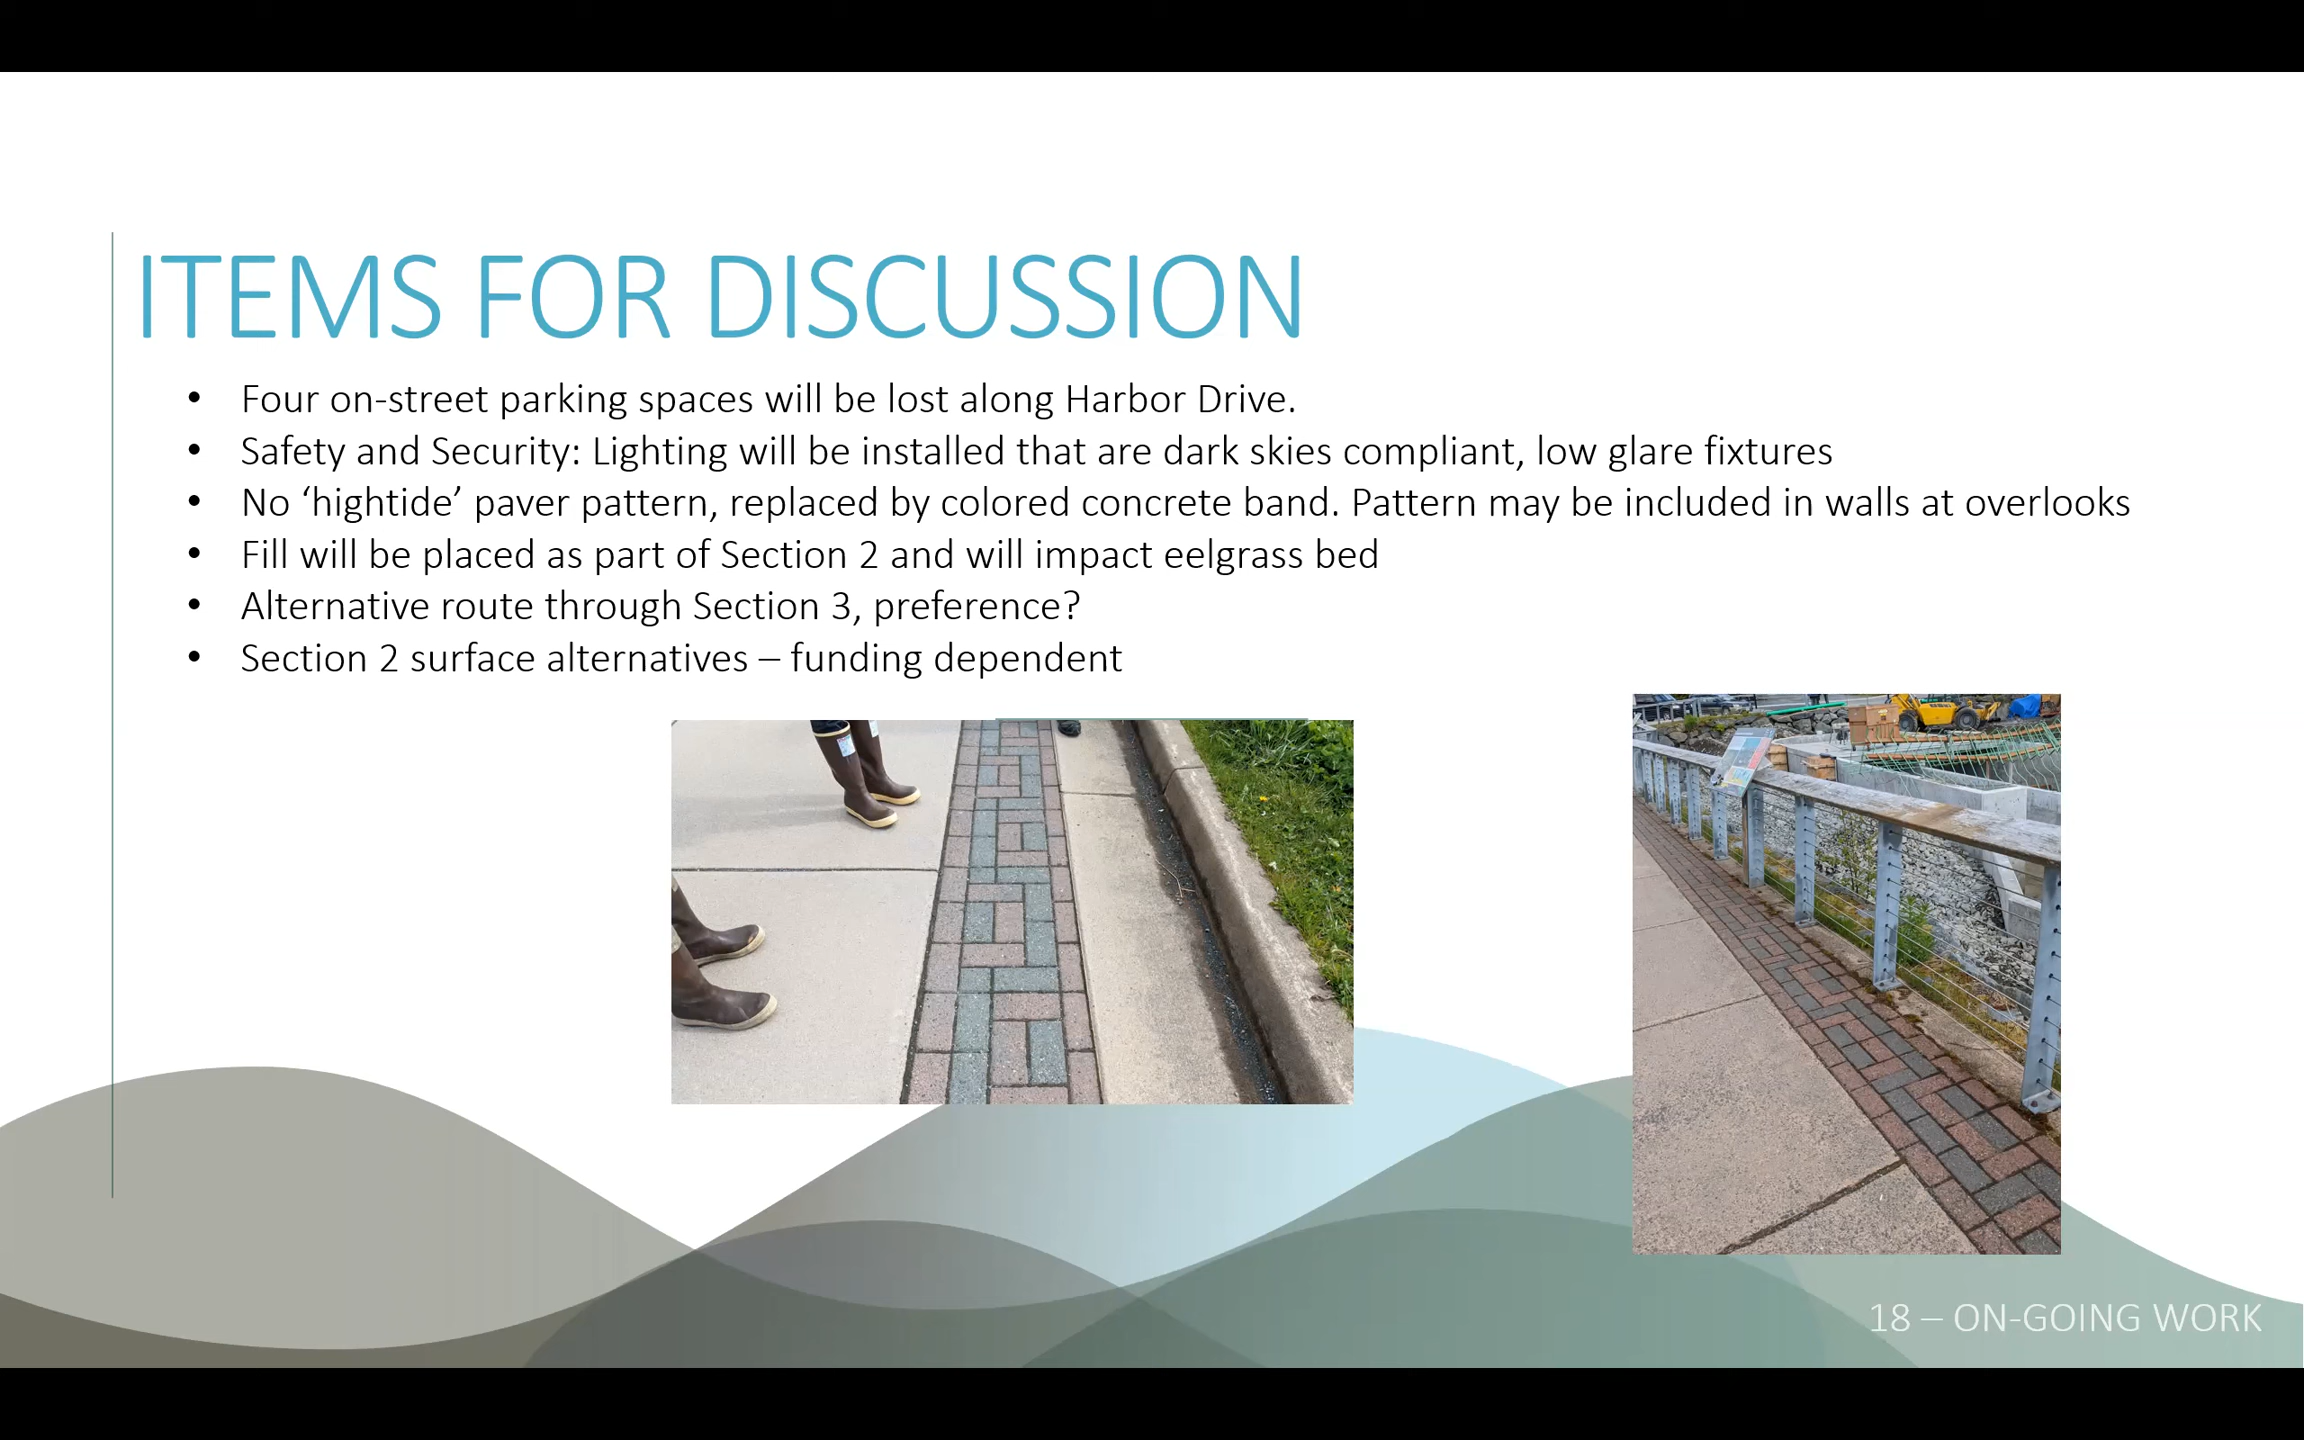 ITEMS FOR DISCUSSION
• Four on-street parking spaces will be lost along Harbor Drive.
• Safety and Security: Lighting will be installed that are dark skies compliant, low glare fixtures
• No ‘hightide’ paver pattern, replaced by colored concrete band. Pattern may be included in walls at overlooks
• Fill will be placed as part of Section 2 and will impact eelgrass bed
• Alternative route through Section 3, preference?
• Section 2 surface alternatives – funding dependent
18 – ON-GOING WORK